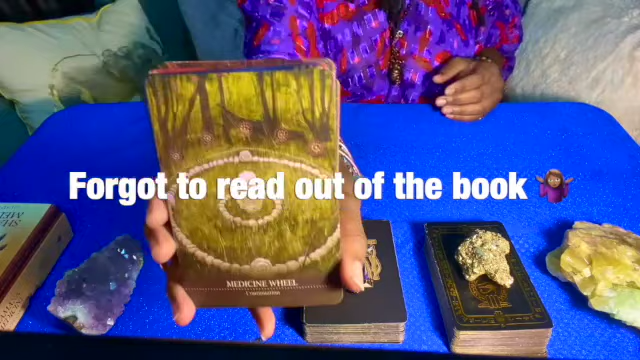 Forgot to read out of the book 🤷🏾‍♀️
MEDICINE WHEEL